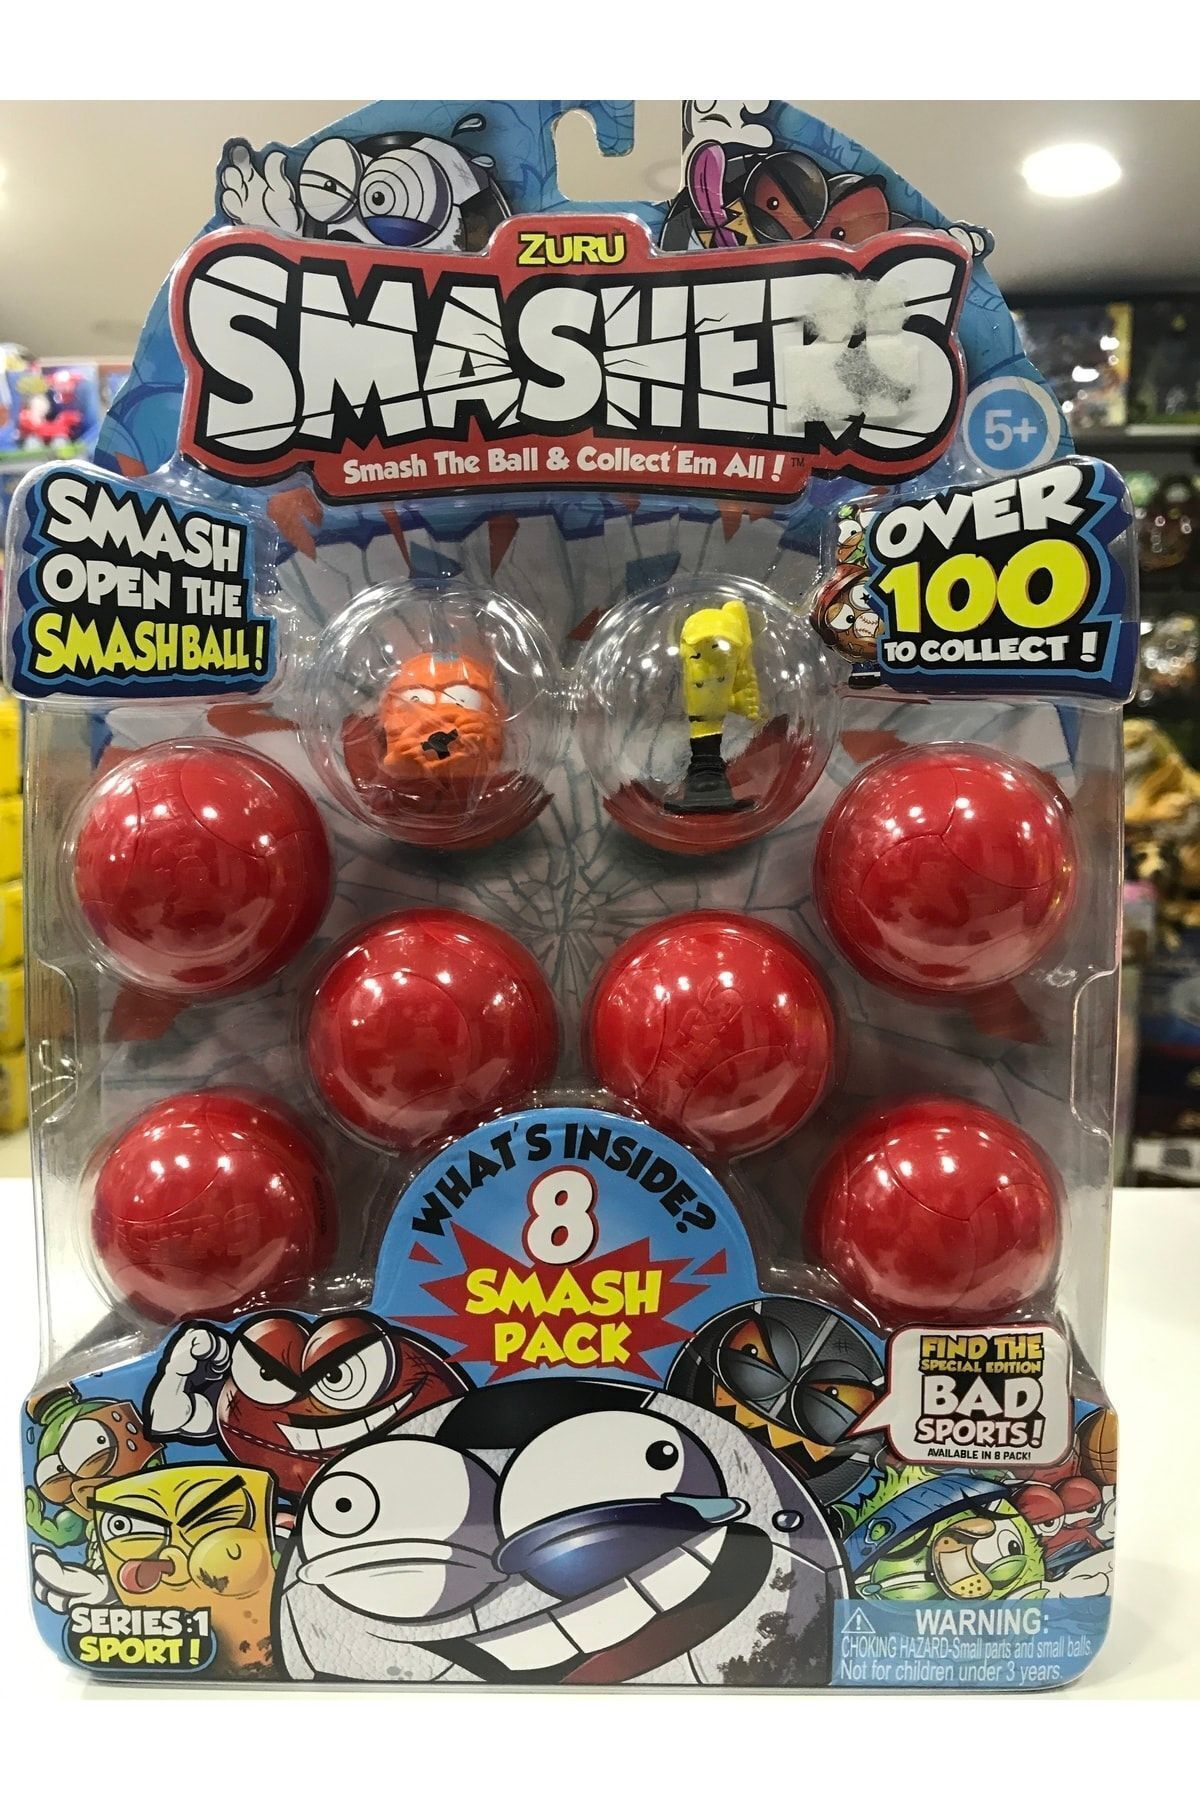 ZURU
SMASHERS
Smash The Ball & Collect 'Em All! ™
5+
SMASH
OPEN THE
SMASHBALL!
OVER
100
TO COLLECT!
WHAT'S INSIDE?
8
SMASH
PACK
FIND THE
SPECIAL EDITION
BAD
SPORTS!
AVAILABLE IN 8 PACK!
SERIES:1
SPORT!
WARNING:
CHOKING HAZARD-Small parts and small balls.
Not for children under 3 years.